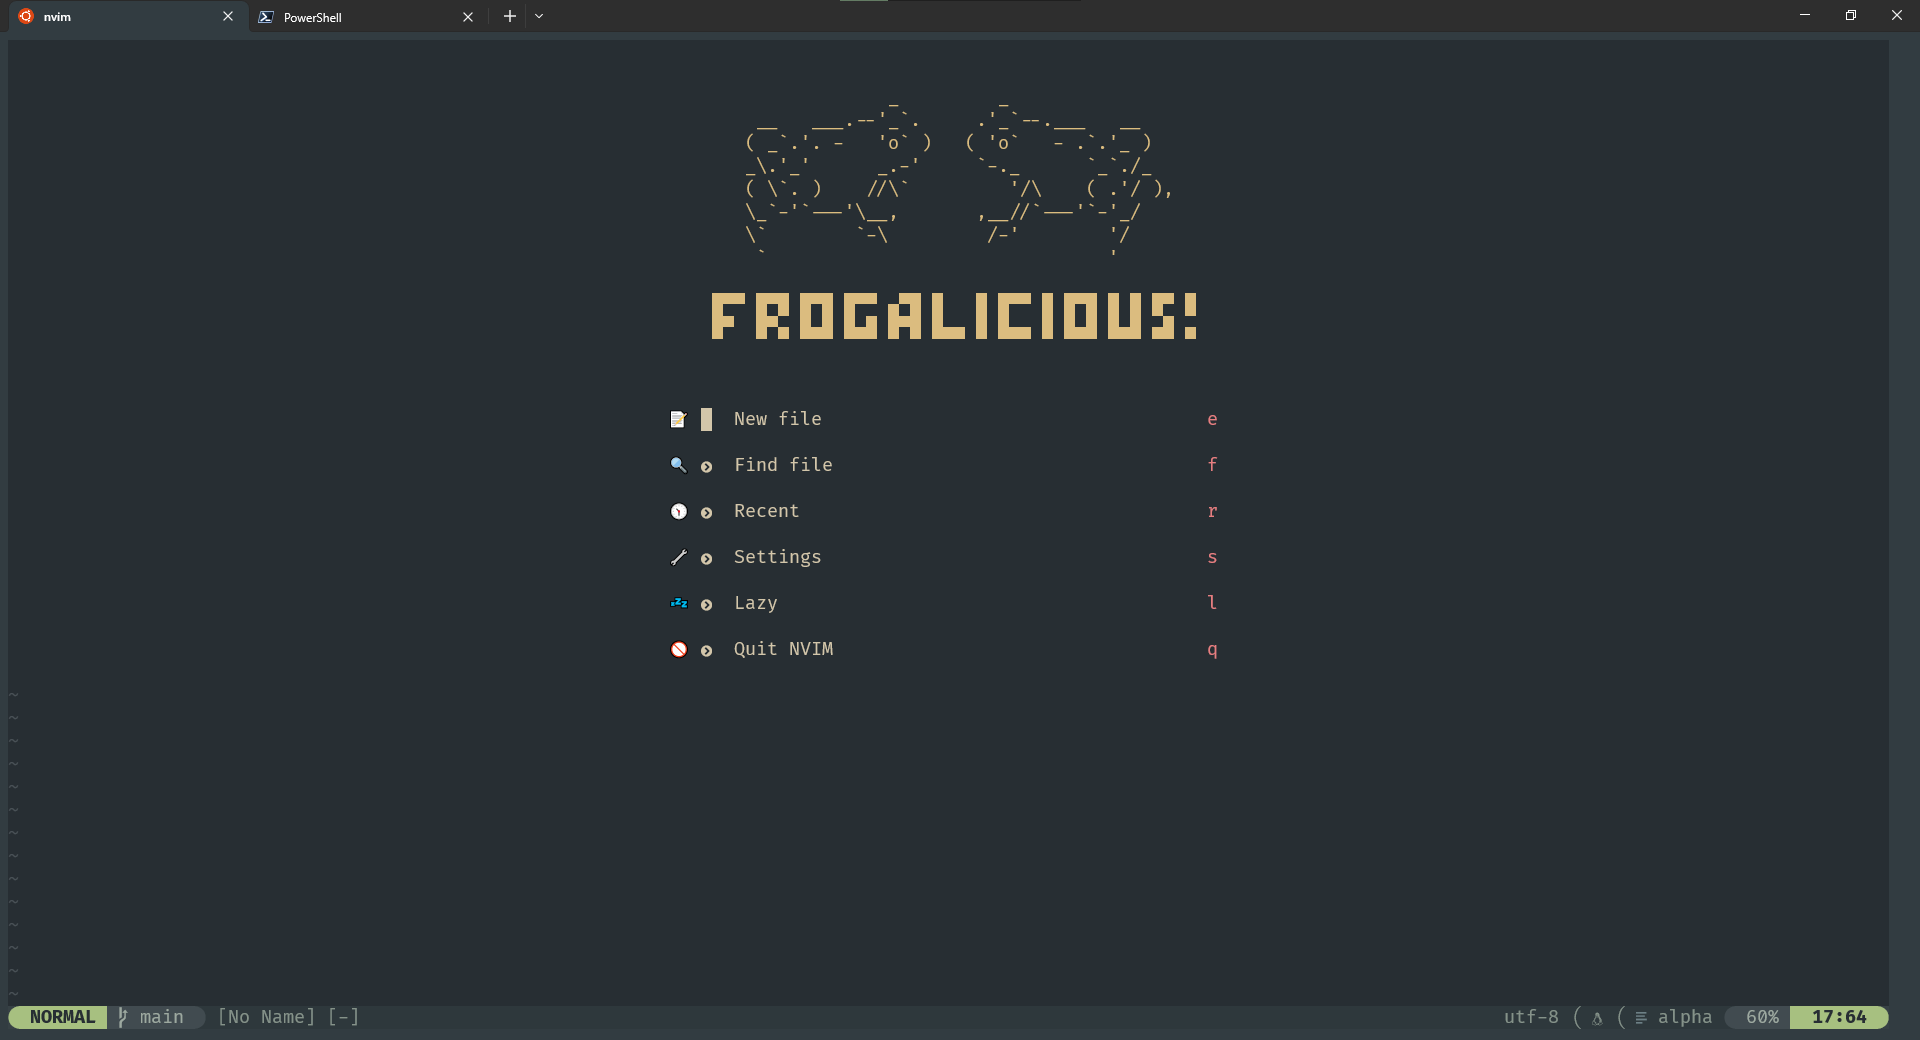 nvim
PowerShell
FROGALICIOUS!
New file e
Find file f
Recent r
Settings s
Lazy l
Quit NVIM q
NORMAL main [No Name] [-] utf-8 alpha 60% 17:64